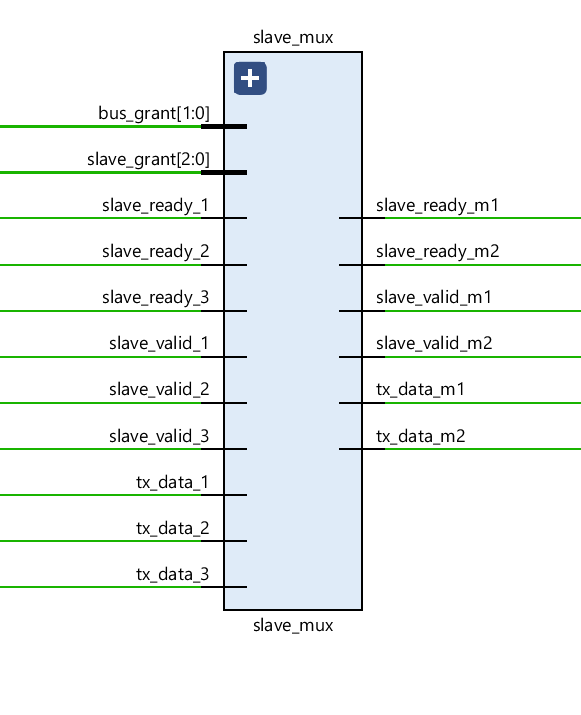 slave_mux
bus_grant[1:0]
slave_grant[2:0]
slave_ready_1
slave_ready_2
slave_ready_3
slave_valid_1
slave_valid_2
slave_valid_3
tx_data_1
tx_data_2
tx_data_3
slave_ready_m1
slave_ready_m2
slave_valid_m1
slave_valid_m2
tx_data_m1
tx_data_m2
slave_mux